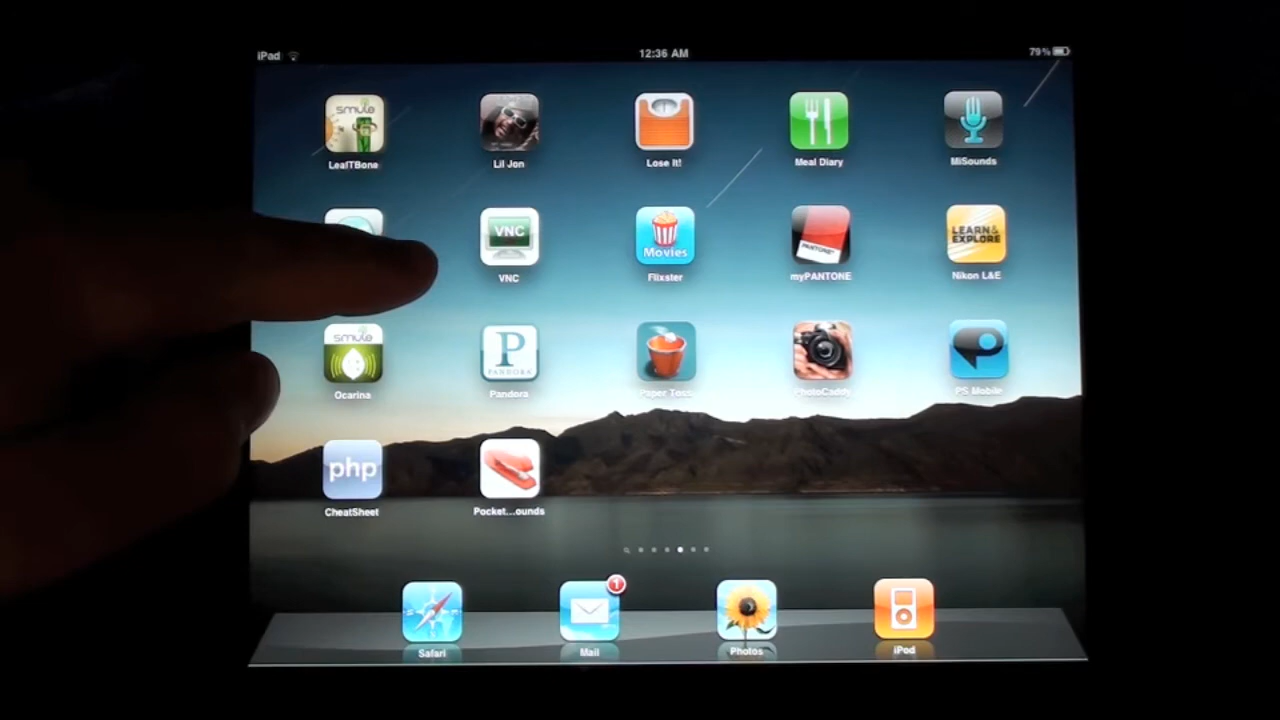 iPad 12:36 AM 79%
smule
LeafTBone Lil Jon Lose It! Meal Diary MiSounds
VNC Movies PANTONE LEARN& EXPLORE
VNC Flixster myPANTONE Nikon L&E
smule P PANDORA P
Ocarina Pandora Paper Toss PhotoCaddy PS Mobile
php
CheatSheet Pocket...ounds
1
Safari Mail Photos iPod